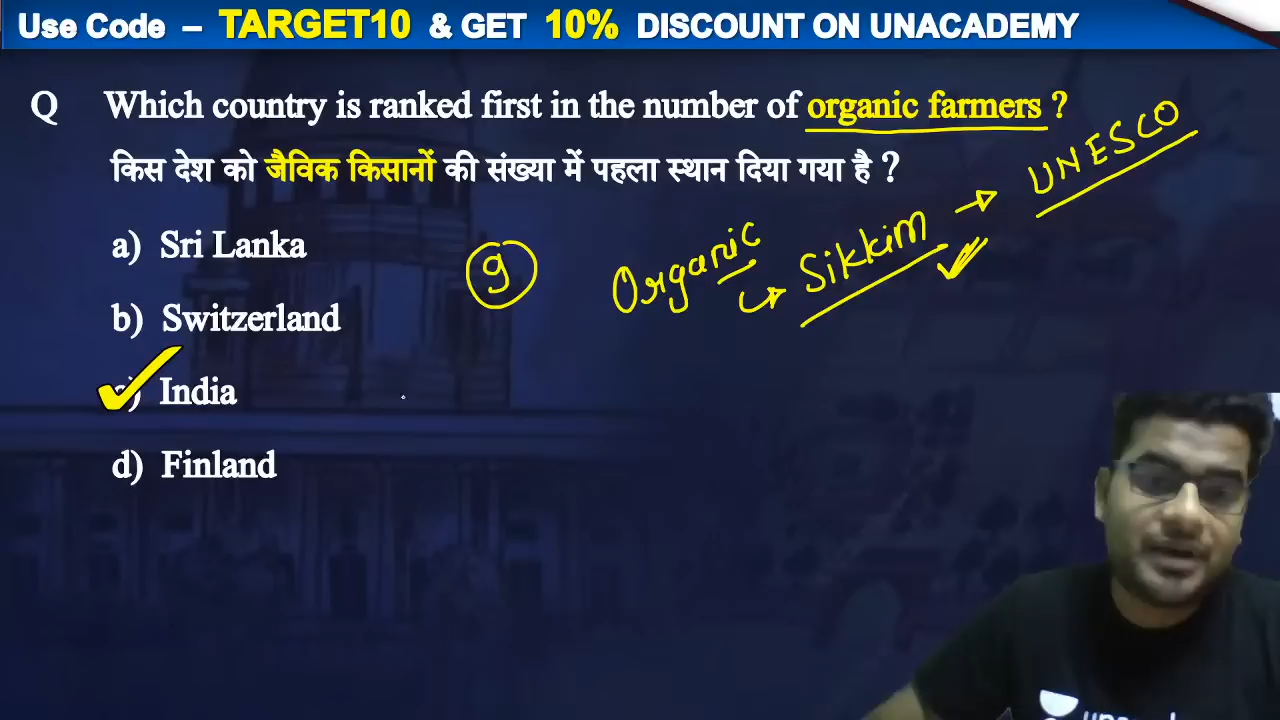 Use Code – TARGET10 & GET 10% DISCOUNT ON UNACADEMY
Q Which country is ranked first in the number of organic farmers ?
किस देश को जैविक किसानों की संख्या में पहला स्थान दिया गया है ?
a) Sri Lanka
b) Switzerland
c) India
d) Finland
9
Organic
Sikkim
UNESCO